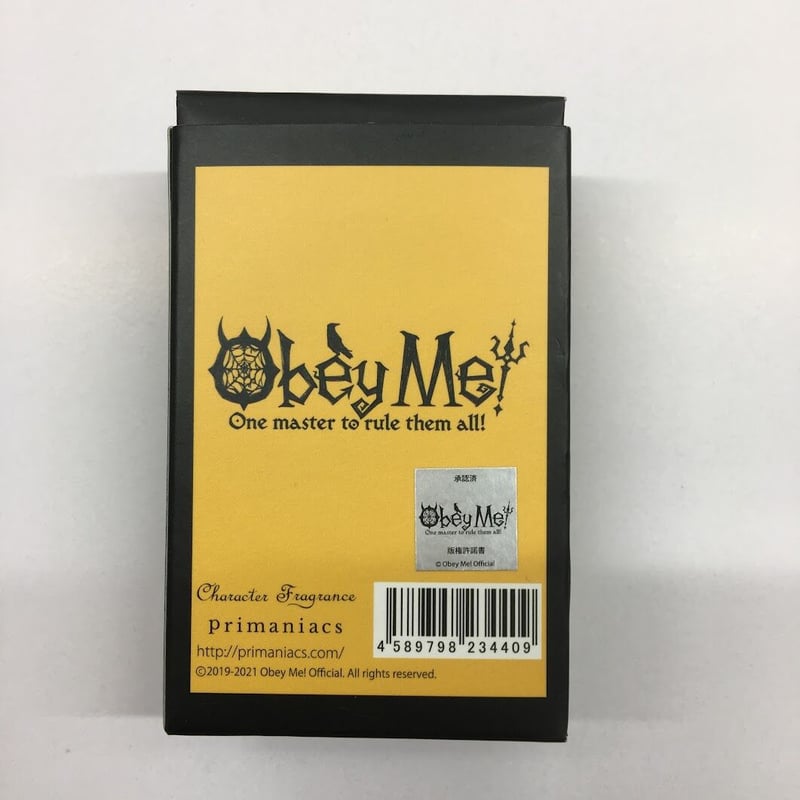 Obey Me!
One master to rule them all!
承認済
Obey Me!
One master to rule them all!
版権許諾書
© Obey Me! Official
Character Fragrance
primaniacs
http://primaniacs.com/
©2019-2021 Obey Me! Official. All rights reserved.
4 589798 234409